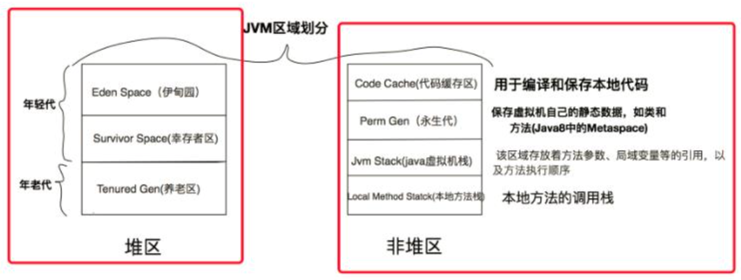 JVM区域划分
年轻代
Eden Space（伊甸园）
Survivor Space(幸存者区)
年老代
Tenured Gen(养老区)
堆区
Code Cache(代码缓存区)
用于编译和保存本地代码
Perm Gen（永生代）
保存虚拟机自己的静态数据，如类和
方法(Java8中的Metaspace)
Jvm Stack(java虚拟机栈)
该区域存放着方法参数、局域变量等的引用，以
及方法执行顺序
Local Method Statck(本地方法栈)
本地方法的调用栈
非堆区